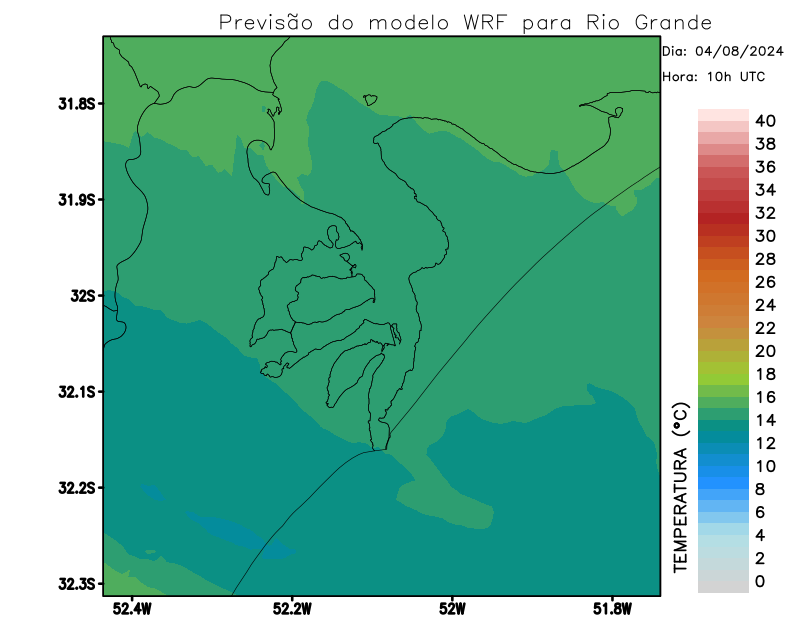 Previsão do modelo WRF para Rio Grande
Dia: 04/08/2024
Hora: 10h UTC
31.8S
31.9S
32S
32.1S
32.2S
32.3S
52.4W
52.2W
52W
51.8W
TEMPERATURA (°C)
40
38
36
34
32
30
28
26
24
22
20
18
16
14
12
10
8
6
4
2
0